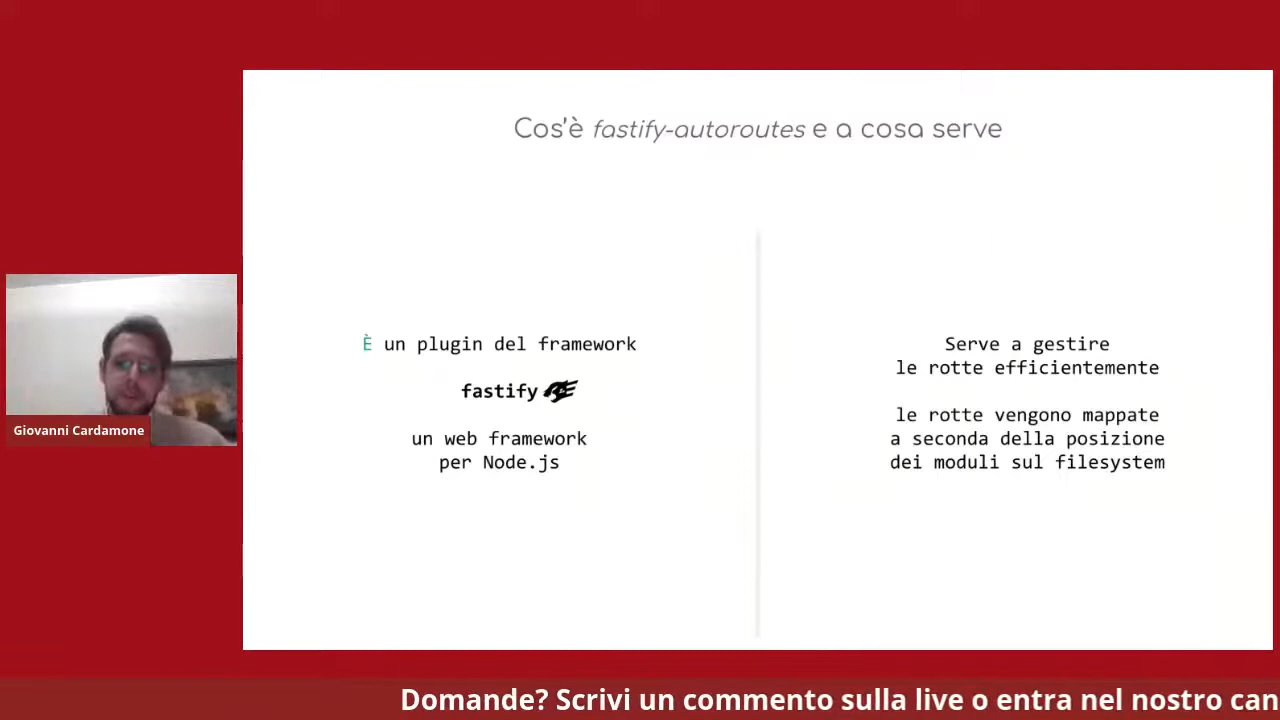 Cos'è fastify-autoroutes e a cosa serve
È un plugin del framework
fastify
un web framework
per Node.js
Serve a gestire
le rotte efficientemente
le rotte vengono mappate
a seconda della posizione
dei moduli sul filesystem
Giovanni Cardamone
Domande? Scrivi un commento sulla live o entra nel nostro can